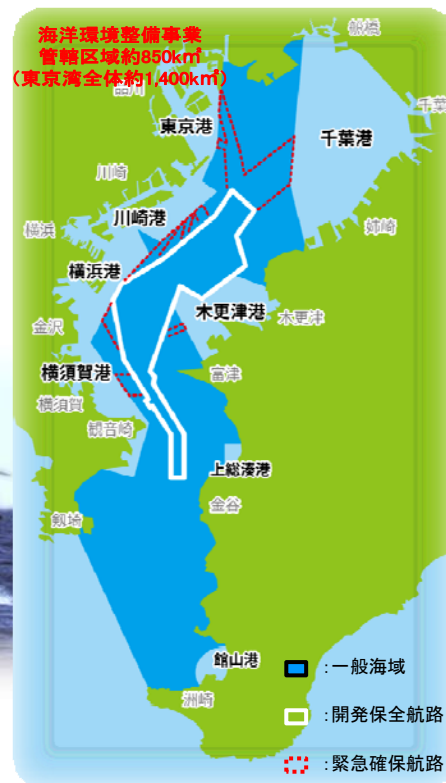 海洋環境整備事業
管轄区域約850k㎡
(東京湾全体約1,400k㎡)
船橋
品川
東京港
千葉港
千葉
川崎
川崎港
横浜
姉崎
横浜港
木更津港
木更津
金沢
横須賀港
富津
横須賀
観音崎
上総湊港
金谷
剱埼
館山港
洲崎
:一般海域
:開発保全航路
:緊急確保航路